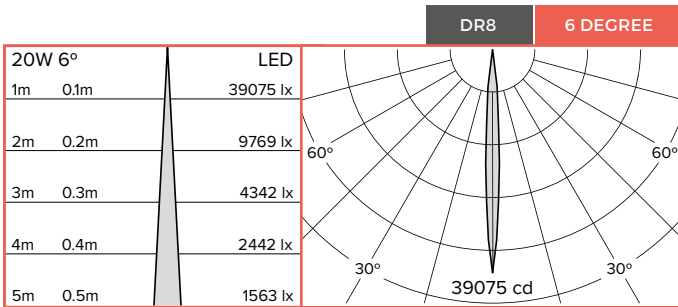 DR8 6 DEGREE
20W 6º LED
1m 0.1m 39075 lx
2m 0.2m 9769 lx
3m 0.3m 4342 lx
4m 0.4m 2442 lx
5m 0.5m 1563 lx
60º 60º
30º 30º
39075 cd